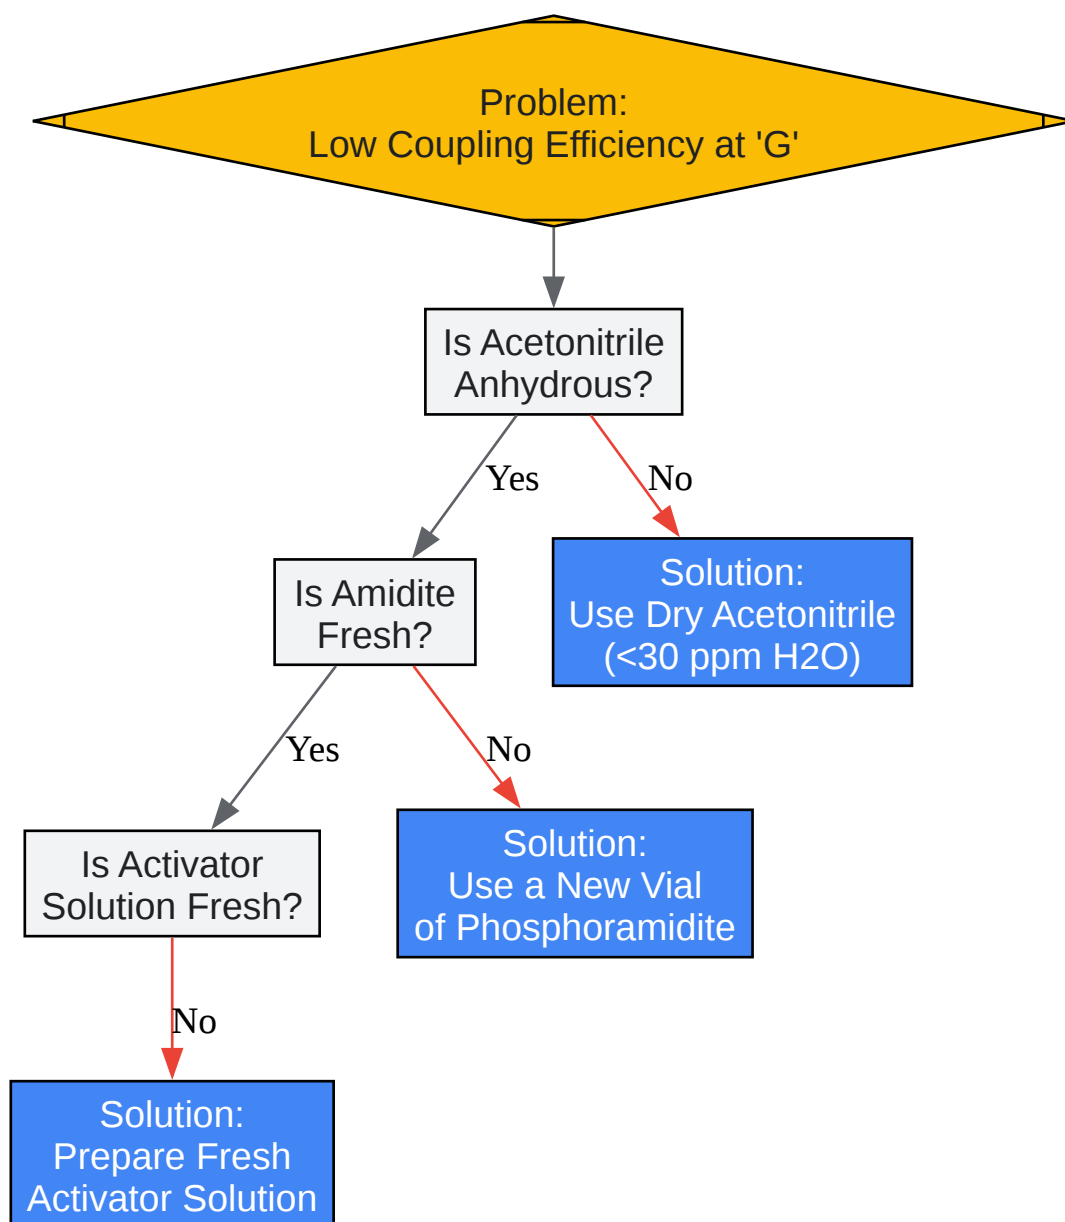 Problem:
Low Coupling Efficiency at 'G'
Is Acetonitrile
Anhydrous?
Yes
No
Is Amidite
Fresh?
Solution:
Use Dry Acetonitrile
(<30 ppm H2O)
Yes
No
Is Activator
Solution Fresh?
Solution:
Use a New Vial
of Phosphoramidite
No
Solution:
Prepare Fresh
Activator Solution